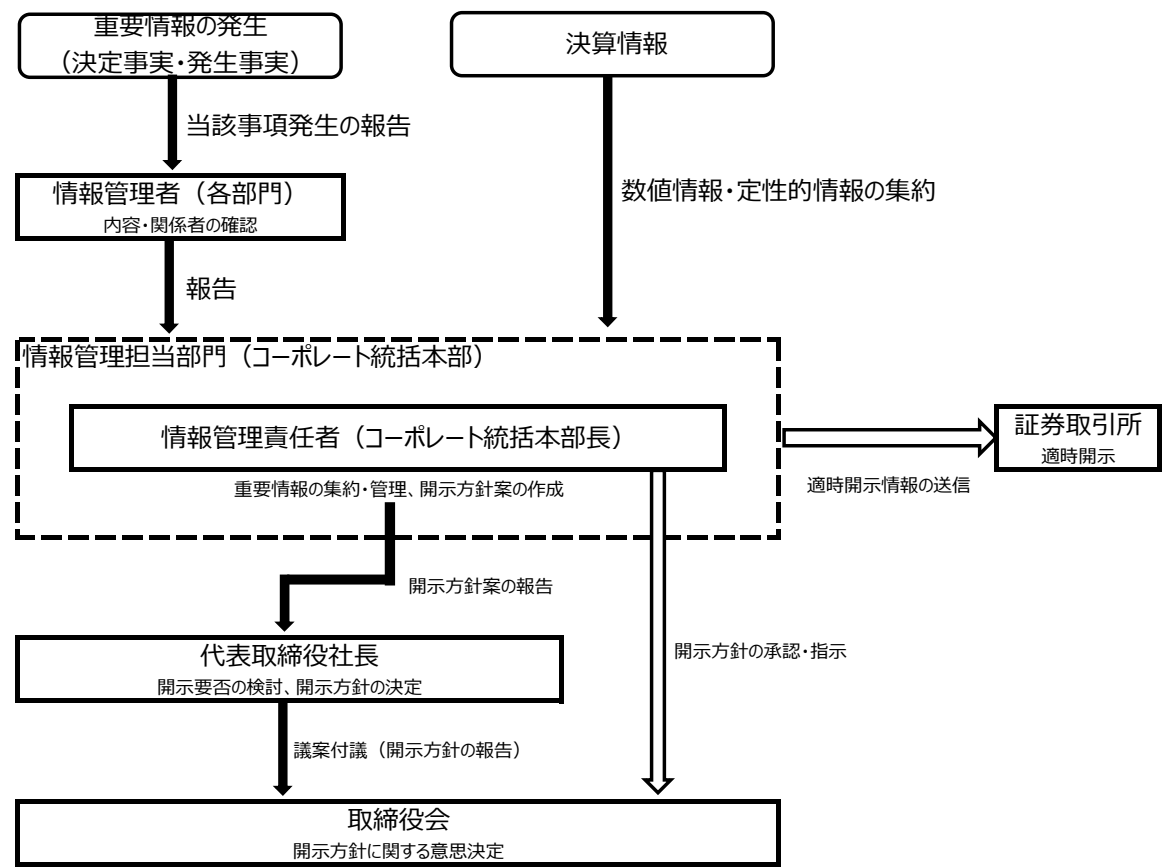 重要情報の発生
（決定事実・発生事実）
決算情報
当該事項発生の報告
情報管理者（各部門）
内容・関係者の確認
数値情報・定性的情報の集約
報告
情報管理担当部門（コーポレート統括本部）
情報管理責任者（コーポレート統括本部長）
重要情報の集約・管理、開示方針案の作成
証券取引所
適時開示
適時開示情報の送信
開示方針案の報告
代表取締役社長
開示要否の検討、開示方針の決定
開示方針の承認・指示
議案付議（開示方針の報告）
取締役会
開示方針に関する意思決定